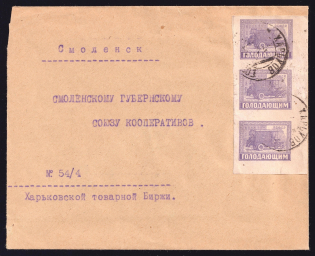 Смоленск
СМОЛЕНСКОМУ ГУБЕРНСКОМУ
СОЮЗУ КООПЕРАТИВОВ .
№ 54/4
Харьковской товарной Биржи.
ГОЛОДАЮЩИМ
ГОЛОДАЮЩИМ
ГОЛОДАЮЩИМ